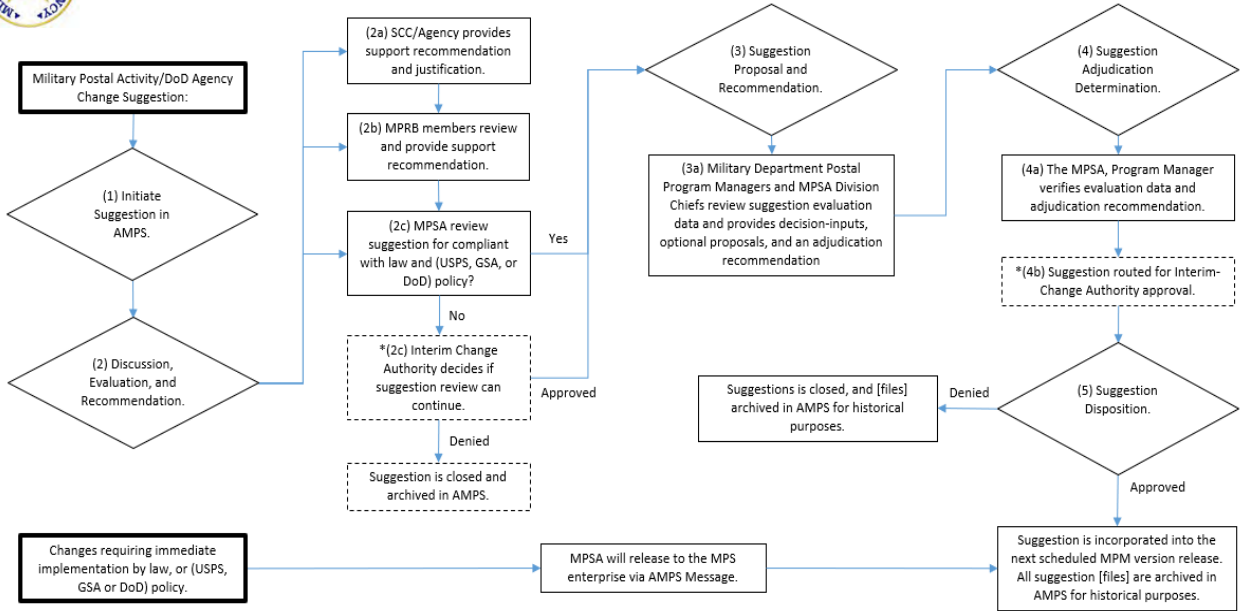 NCY
Military Postal Activity/DoD Agency
Change Suggestion:
(1) Initiate
Suggestion in
AMPS.
(2) Discussion,
Evaluation, and
Recommendation.
(2a) SCC/Agency provides
support recommendation
and justification.
(2b) MPRB members review
and provide support
recommendation.
(2c) MPSA review
suggestion for compliant
with law and (USPS, GSA, or
DoD) policy?
Yes
No
*(2c) Interim Change
Authority decides if
suggestion review can
continue.
Approved
Denied
Suggestion is closed and
archived in AMPS.
(3) Suggestion
Proposal and
Recommendation.
(3a) Military Department Postal
Program Managers and MPSA Division
Chiefs review suggestion evaluation
data and provides decision-inputs,
optional proposals, and an adjudication
recommendation
(4) Suggestion
Adjudication
Determination.
(4a) The MPSA, Program Manager
verifies evaluation data and
adjudication recommendation.
*(4b) Suggestion routed for Interim-
Change Authority approval.
(5) Suggestion
Disposition.
Denied
Suggestions is closed, and [files]
archived in AMPS for historical
purposes.
Approved
Changes requiring immediate
implementation by law, or (USPS,
GSA or DoD) policy.
MPSA will release to the MPS
enterprise via AMPS Message.
Suggestion is incorporated into the
next scheduled MPM version release.
All suggestion [files] are archived in
AMPS for historical purposes.